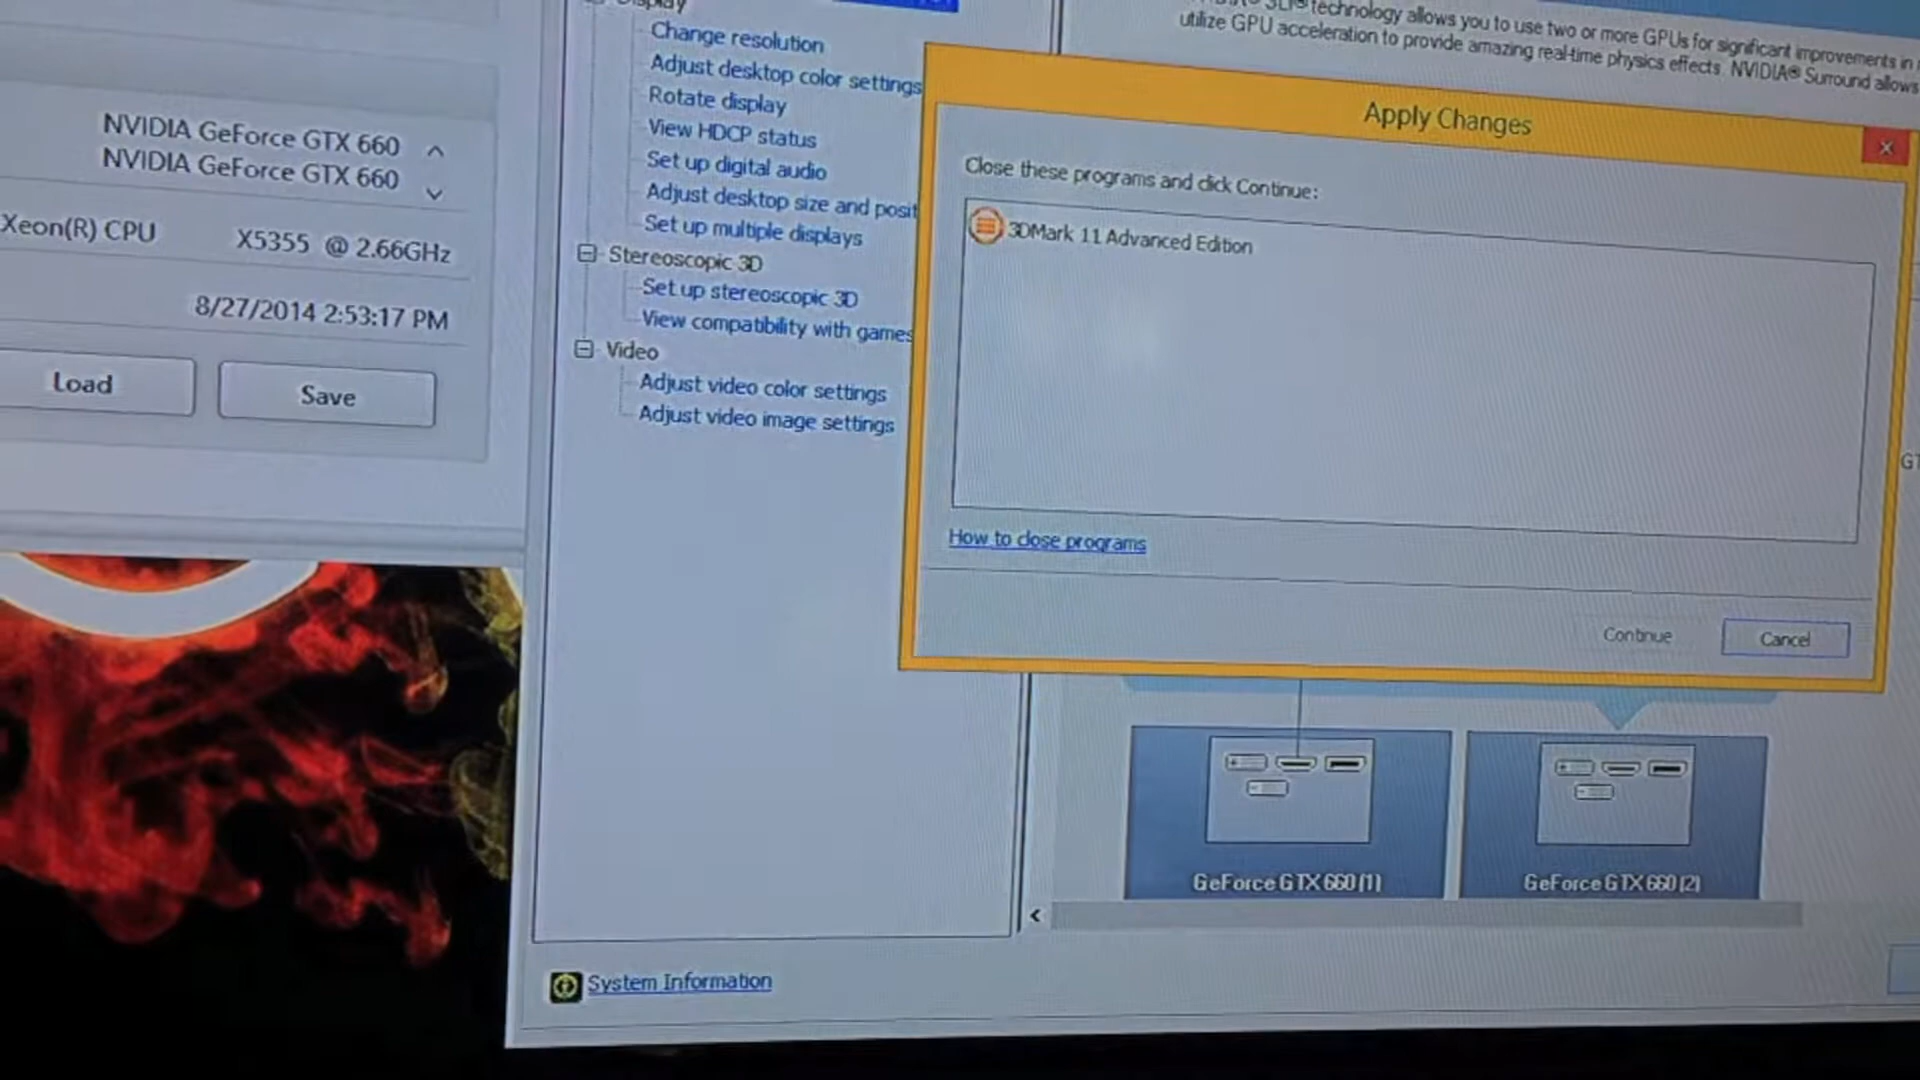 NVIDIA GeForce GTX 660
NVIDIA GeForce GTX 660
Xeon(R) CPU X5355 @ 2.66GHz
8/27/2014 2:53:17 PM
Load
Save
Display
Change resolution
Adjust desktop color settings
Rotate display
View HDCP status
Set up digital audio
Adjust desktop size and posit
Set up multiple displays
Stereoscopic 3D
Set up stereoscopic 3D
View compatibility with games
Video
Adjust video color settings
Adjust video image settings
System Information
SLI® technology allows you to use two or more GPUs for significant improvements in
utilize GPU acceleration to provide amazing real-time physics effects. NVIDIA® Surround allows
Apply Changes
Close these programs and click Continue:
3DMark 11 Advanced Edition
How to close programs
Continue
Cancel
GeForce GTX 660 (1)
GeForce GTX 660 (2)